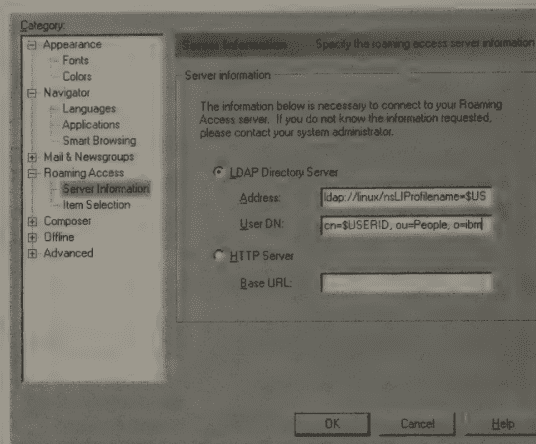 Category:
Appearance
Fonts
Colors
Navigator
Languages
Applications
Smart Browsing
Mail & Newsgroups
Roaming Access
Server Information
Item Selection
Composer
Offline
Advanced
Server Information Specify the roaming access server information
Server information
The information below is necessary to connect to your Roaming
Access server. If you do not know the information requested,
please contact your system administrator.
LDAP Directory Server
Address: ldap://linux/nsLIProfilename=$US
User DN: cn=$USERID, ou=People, o=ibm
HTTP Server
Base URL:
OK Cancel Help